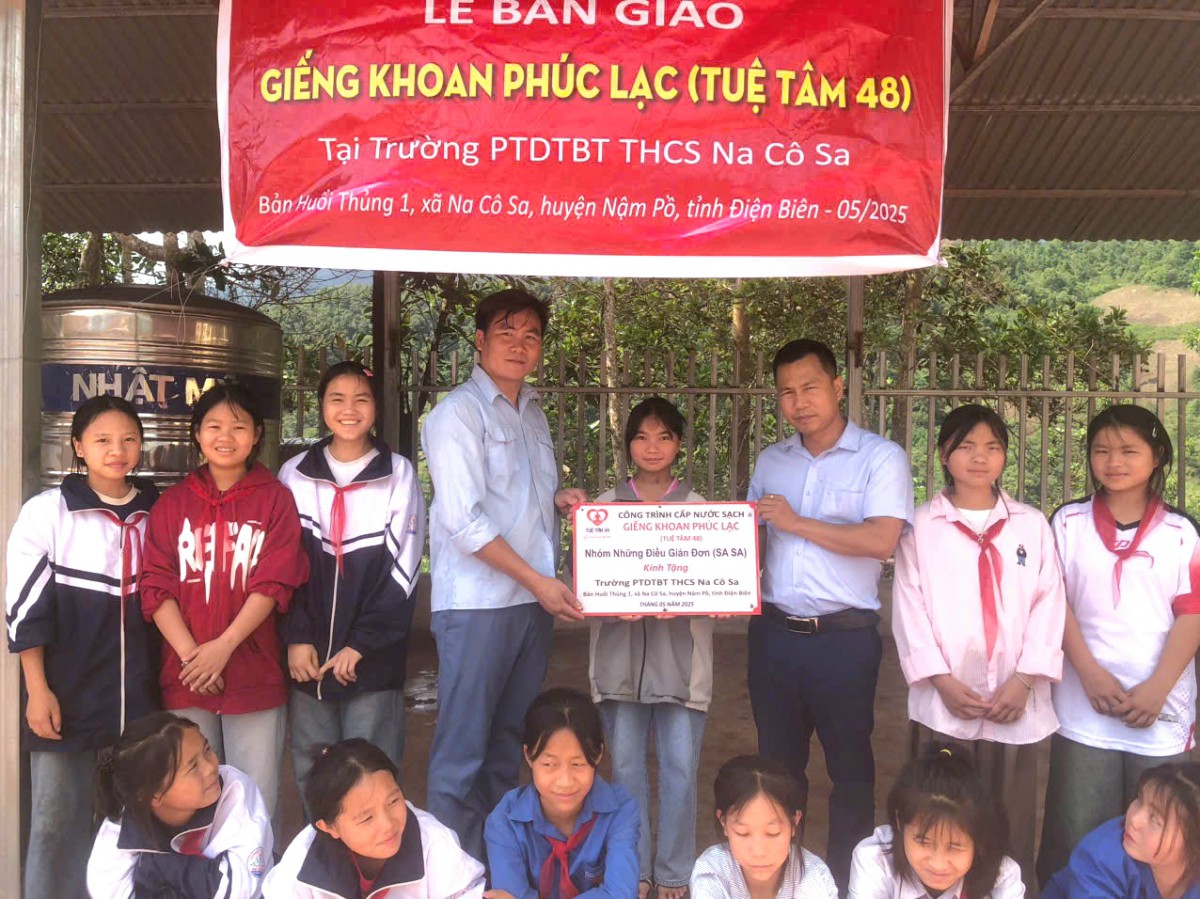 LỄ BÀN GIAO
GIẾNG KHOAN PHÚC LẠC (TUỆ TÂM 48)
Tại Trường PTDTBT THCS Na Cô Sa
Bản Huổi Thủng 1, xã Na Cô Sa, huyện Nậm Pồ, tỉnh Điện Biên - 05/2025
NHẬT M
CÔNG TRÌNH CẤP NƯỚC SẠCH
GIẾNG KHOAN PHÚC LẠC
(TUỆ TÂM 48)
Nhóm Những Điều Giản Đơn (SA SA)
Kính Tặng
Trường PTDTBT THCS Na Cô Sa
Bản Huổi Thủng 1, xã Na Cô Sa, huyện Nậm Pồ, tỉnh Điện Biên
THÁNG 05 NĂM 2025